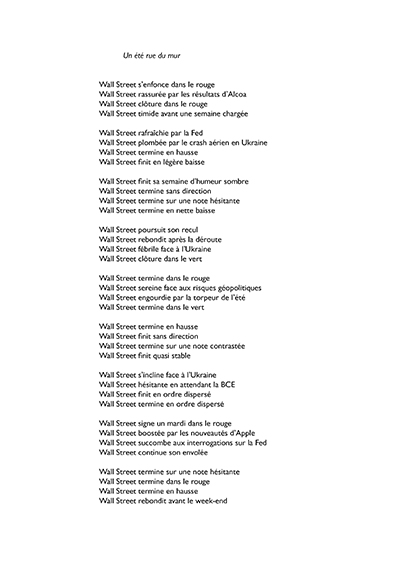 Un été rue du mur
Wall Street s'enfonce dans le rouge
Wall Street rassurée par les résultats d'Alcoa
Wall Street clôture dans le rouge
Wall Street timide avant une semaine chargée
Wall Street rafraîchie par la Fed
Wall Street plombée par le crash aérien en Ukraine
Wall Street termine en hausse
Wall Street finit en légère baisse
Wall Street finit sa semaine d'humeur sombre
Wall Street termine sans direction
Wall Street termine sur une note hésitante
Wall Street termine en nette baisse
Wall Street poursuit son recul
Wall Street rebondit après la déroute
Wall Street fébrile face à l'Ukraine
Wall Street clôture dans le vert
Wall Street termine dans le rouge
Wall Street sereine face aux risques géopolitiques
Wall Street engourdie par la torpeur de l'été
Wall Street termine dans le vert
Wall Street termine en hausse
Wall Street finit sans direction
Wall Street termine sur une note contrastée
Wall Street finit quasi stable
Wall Street s'incline face à l'Ukraine
Wall Street hésitante en attendant la BCE
Wall Street finit en ordre dispersé
Wall Street termine en ordre dispersé
Wall Street signe un mardi dans le rouge
Wall Street boostée par les nouveautés d'Apple
Wall Street succombe aux interrogations sur la Fed
Wall Street continue son envolée
Wall Street termine sur une note hésitante
Wall Street termine dans le rouge
Wall Street termine en hausse
Wall Street rebondit avant le week-end